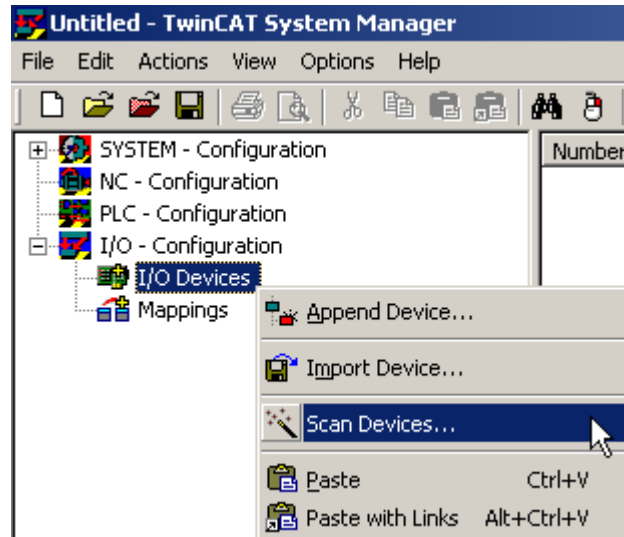 Untitled - TwinCAT System Manager
File Edit Actions View Options Help
SYSTEM - Configuration
Number
NC - Configuration
PLC - Configuration
I/O - Configuration
I/O Devices
Mappings
Append Device...
Import Device...
Scan Devices...
Paste Ctrl+V
Paste with Links Alt+Ctrl+V